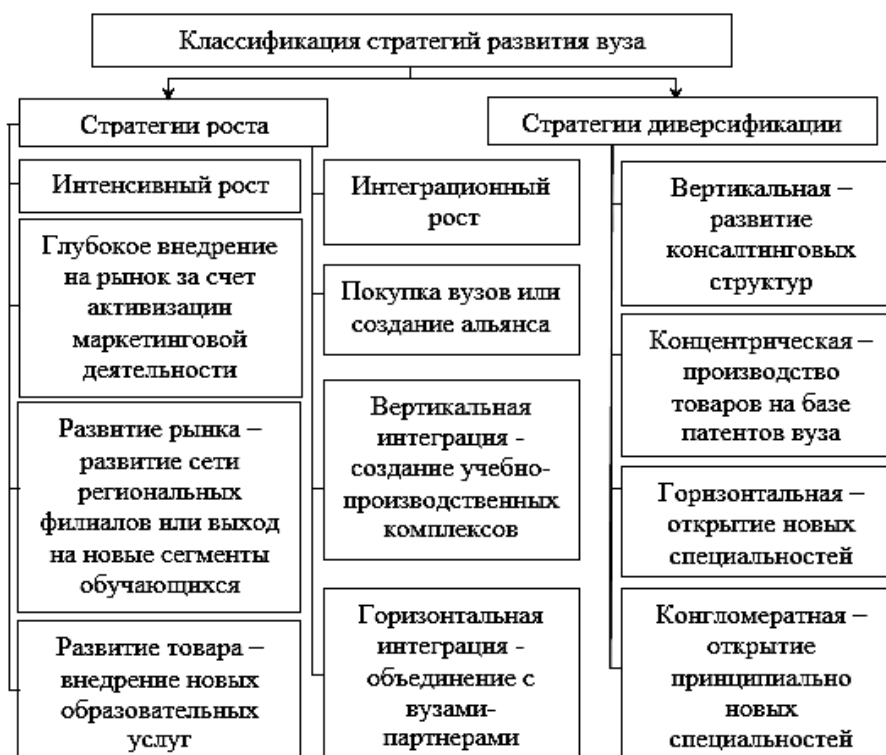 Классификация стратегий развития вуза
Стратегии роста
Стратегии диверсификации
Интенсивный рост
Глубокое внедрение
на рынок за счет
активизации
маркетинговой
деятельности
Развитие рынка –
развитие сети
региональных
филиалов или выход
на новые сегменты
обучающихся
Развитие товара –
внедрение новых
образовательных
услуг
Интеграционный
рост
Покупка вузов или
создание альянса
Вертикальная
интеграция -
создание учебно-
производственных
комплексов
Горизонтальная
интеграция -
объединение с
вузами-
партнерами
Вертикальная –
развитие
консалтинговых
структур
Концентрическая –
производство
товаров на базе
патентов вуза
Горизонтальная –
открытие новых
специальностей
Конгломератная –
открытие
принципиально
новых
специальностей